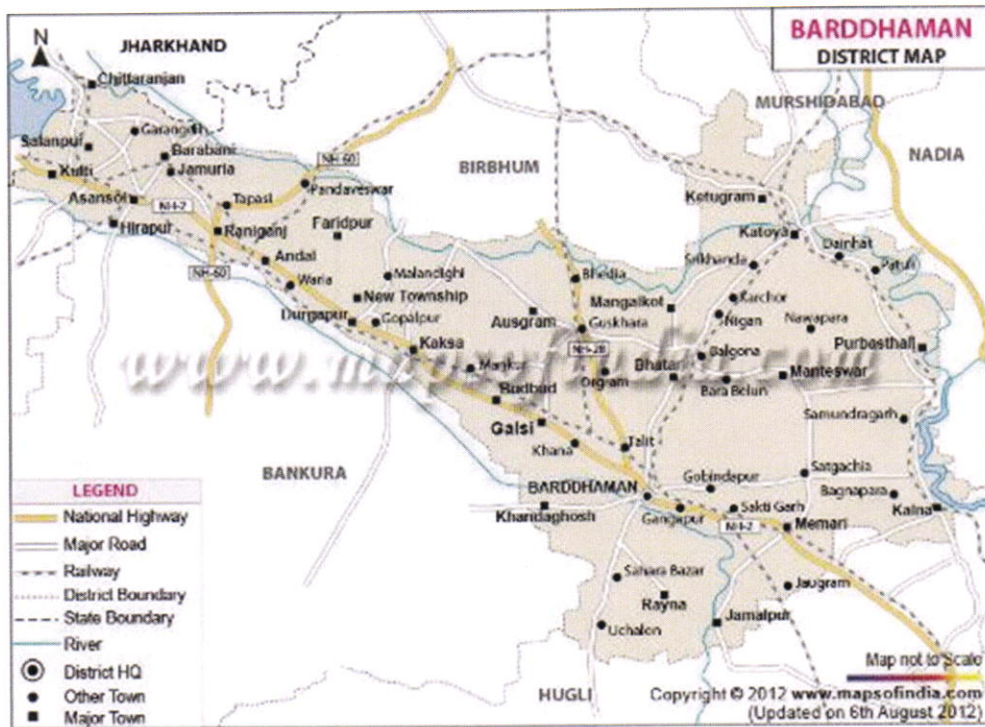 BARDDHAMAN
DISTRICT MAP
N
JHARKHAND
Chittaranjan
MURSHIDABAD
Salanpur
Barabani
Jamuria
Kulti
NH-60
BIRBHUM
NADIA
Pandaveswar
Asansol
NH-2
Tapasi
Ketugram
Hirapur
Raniganj
Faridpur
Katoya
Dainhat
Andal
NH-60
Waria
Malandighi
Bhedia
Srikhanda
Patuli
New Township
Mangalkot
Karchor
Durgapur
Gopalpur
Ausgram
Guskhara
Nigan
Nawapara
Kaksa
Purbasthali
Balgona
Mankar
Orgram
Bhatar
Manteswar
www.mapsofindia.com
Budbud
Bara Belun
Galsi
Samundragarh
Khana
Talit
BANKURA
Gobindapur
Satgachia
BARDDHAMAN
Bagnapara
Khandaghosh
Gangapur
Sakti Garh
Kalna
NH-2
Memari
Sahara Bazar
Jaugram
Rayna
Uchalon
Jamalpur
HUGLI
LEGEND
National Highway
Major Road
Railway
District Boundary
State Boundary
River
District HQ
Other Town
Major Town
Map not to Scale
Copyright © 2012 www.mapsofindia.com
(Updated on 6th August 2012)